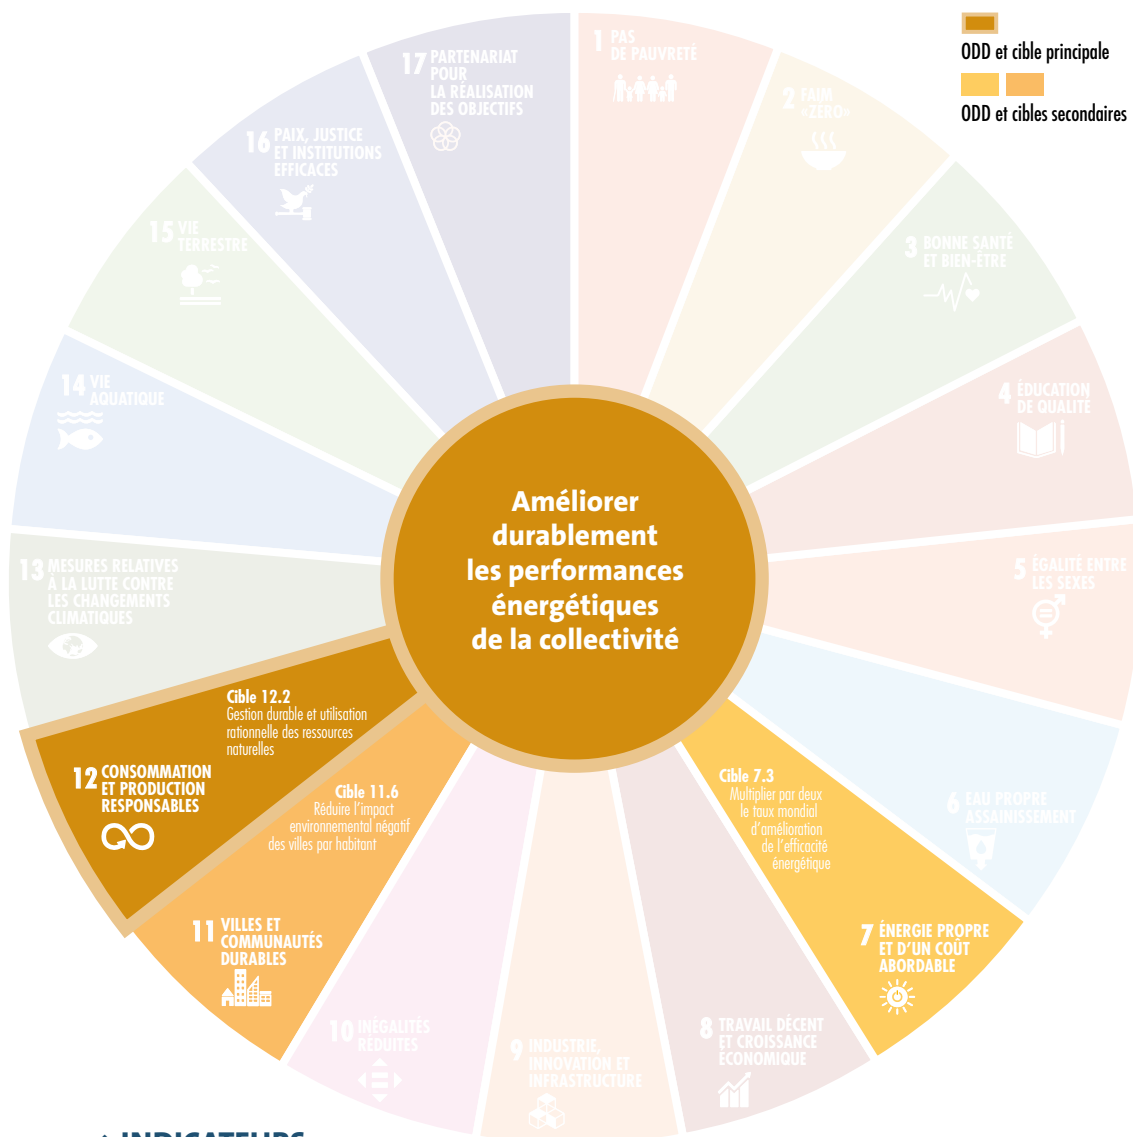 ODD et cible principale
ODD et cibles secondaires
1 PAS
DE PAUVRETÉ
2 FAIM
«ZÉRO»
3 BONNE SANTÉ
ET BIEN-ÊTRE
4 ÉDUCATION
DE QUALITÉ
5 ÉGALITÉ ENTRE
LES SEXES
6 EAU PROPRE
ASSAINISSEMENT
Cible 7.3
Multiplier par deux
le taux mondial
d'amélioration
de l'efficacité
énergétique
7 ÉNERGIE PROPRE
ET D'UN COÛT
ABORDABLE
8 TRAVAIL DÉCENT
ET CROISSANCE
ÉCONOMIQUE
9 INDUSTRIE,
INNOVATION ET
INFRASTRUCTURE
10 INÉGALITÉS
RÉDUITES
Cible 11.6
Réduire l'impact
environnemental négatif
des villes par habitant
11 VILLES ET
COMMUNAUTÉS
DURABLES
Cible 12.2
Gestion durable et utilisation
rationnelle des ressources
naturelles
12 CONSOMMATION
ET PRODUCTION
RESPONSABLES
13 MESURES RELATIVES
À LA LUTTE CONTRE
LES CHANGEMENTS
CLIMATIQUES
14 VIE
AQUATIQUE
15 VIE
TERRESTRE
16 PAIX, JUSTICE
ET INSTITUTIONS
EFFICACES
17 PARTENARIAT
POUR
LA RÉALISATION
DES OBJECTIFS
Améliorer
durablement
les performances
énergétiques
de la collectivité
INDICATEURS